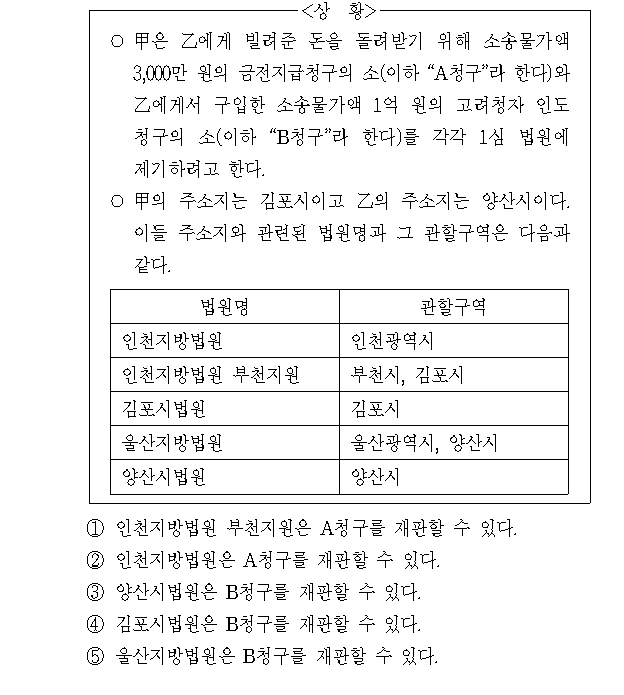 <상 황>
○ 甲은 乙에게 빌려준 돈을 돌려받기 위해 소송물가액
3,000만 원의 금전지급청구의 소(이하 “A청구”라 한다)와
乙에게서 구입한 소송물가액 1억 원의 고려청자 인도
청구의 소(이하 “B청구”라 한다)를 각각 1심 법원에
제기하려고 한다.
○ 甲의 주소지는 김포시이고 乙의 주소지는 양산시이다.
이들 주소지와 관련된 법원명과 그 관할구역은 다음과
같다.
법원명 관할구역
인천지방법원 인천광역시
인천지방법원 부천지원 부천시, 김포시
김포시법원 김포시
울산지방법원 울산광역시, 양산시
양산시법원 양산시
① 인천지방법원 부천지원은 A청구를 재판할 수 있다.
② 인천지방법원은 A청구를 재판할 수 있다.
③ 양산시법원은 B청구를 재판할 수 있다.
④ 김포시법원은 B청구를 재판할 수 있다.
⑤ 울산지방법원은 B청구를 재판할 수 있다.